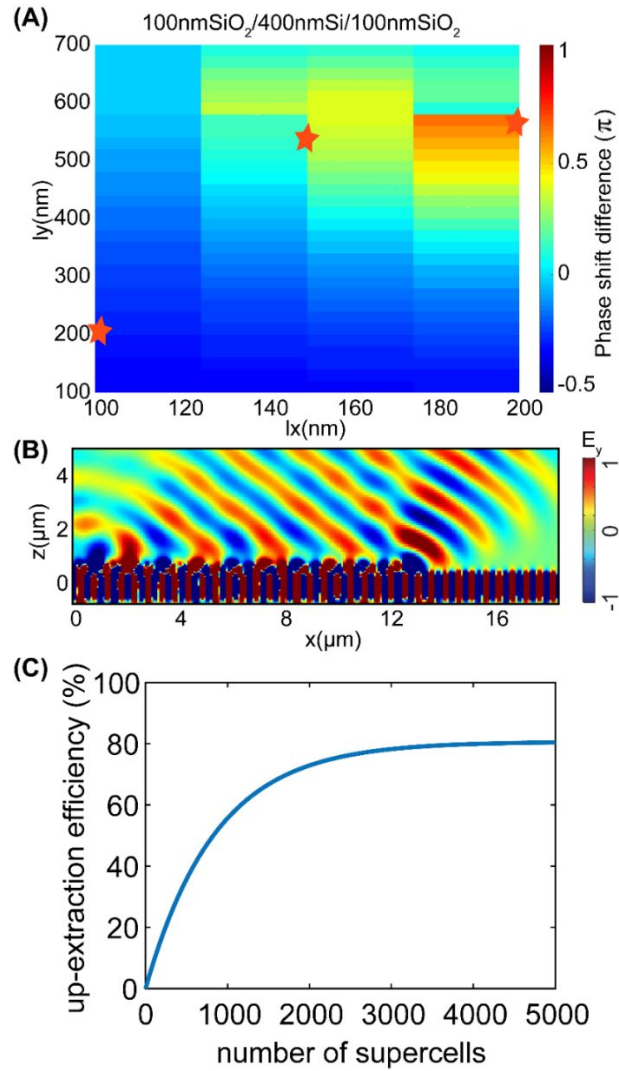 (A)
100nmSiO₂/400nmSi/100nmSiO₂
700
600
500
400
300
200
100
ly(nm)
100 120 140 160 180 200
lx(nm)
1
0.5
0
-0.5
Phase shift difference (π)
(B)
4
2
0
z(μm)
0 4 8 12 16
x(μm)
E_y
1
0
-1
(C)
100
80
60
40
20
0
up-extraction efficiency (%)
0 1000 2000 3000 4000 5000
number of supercells